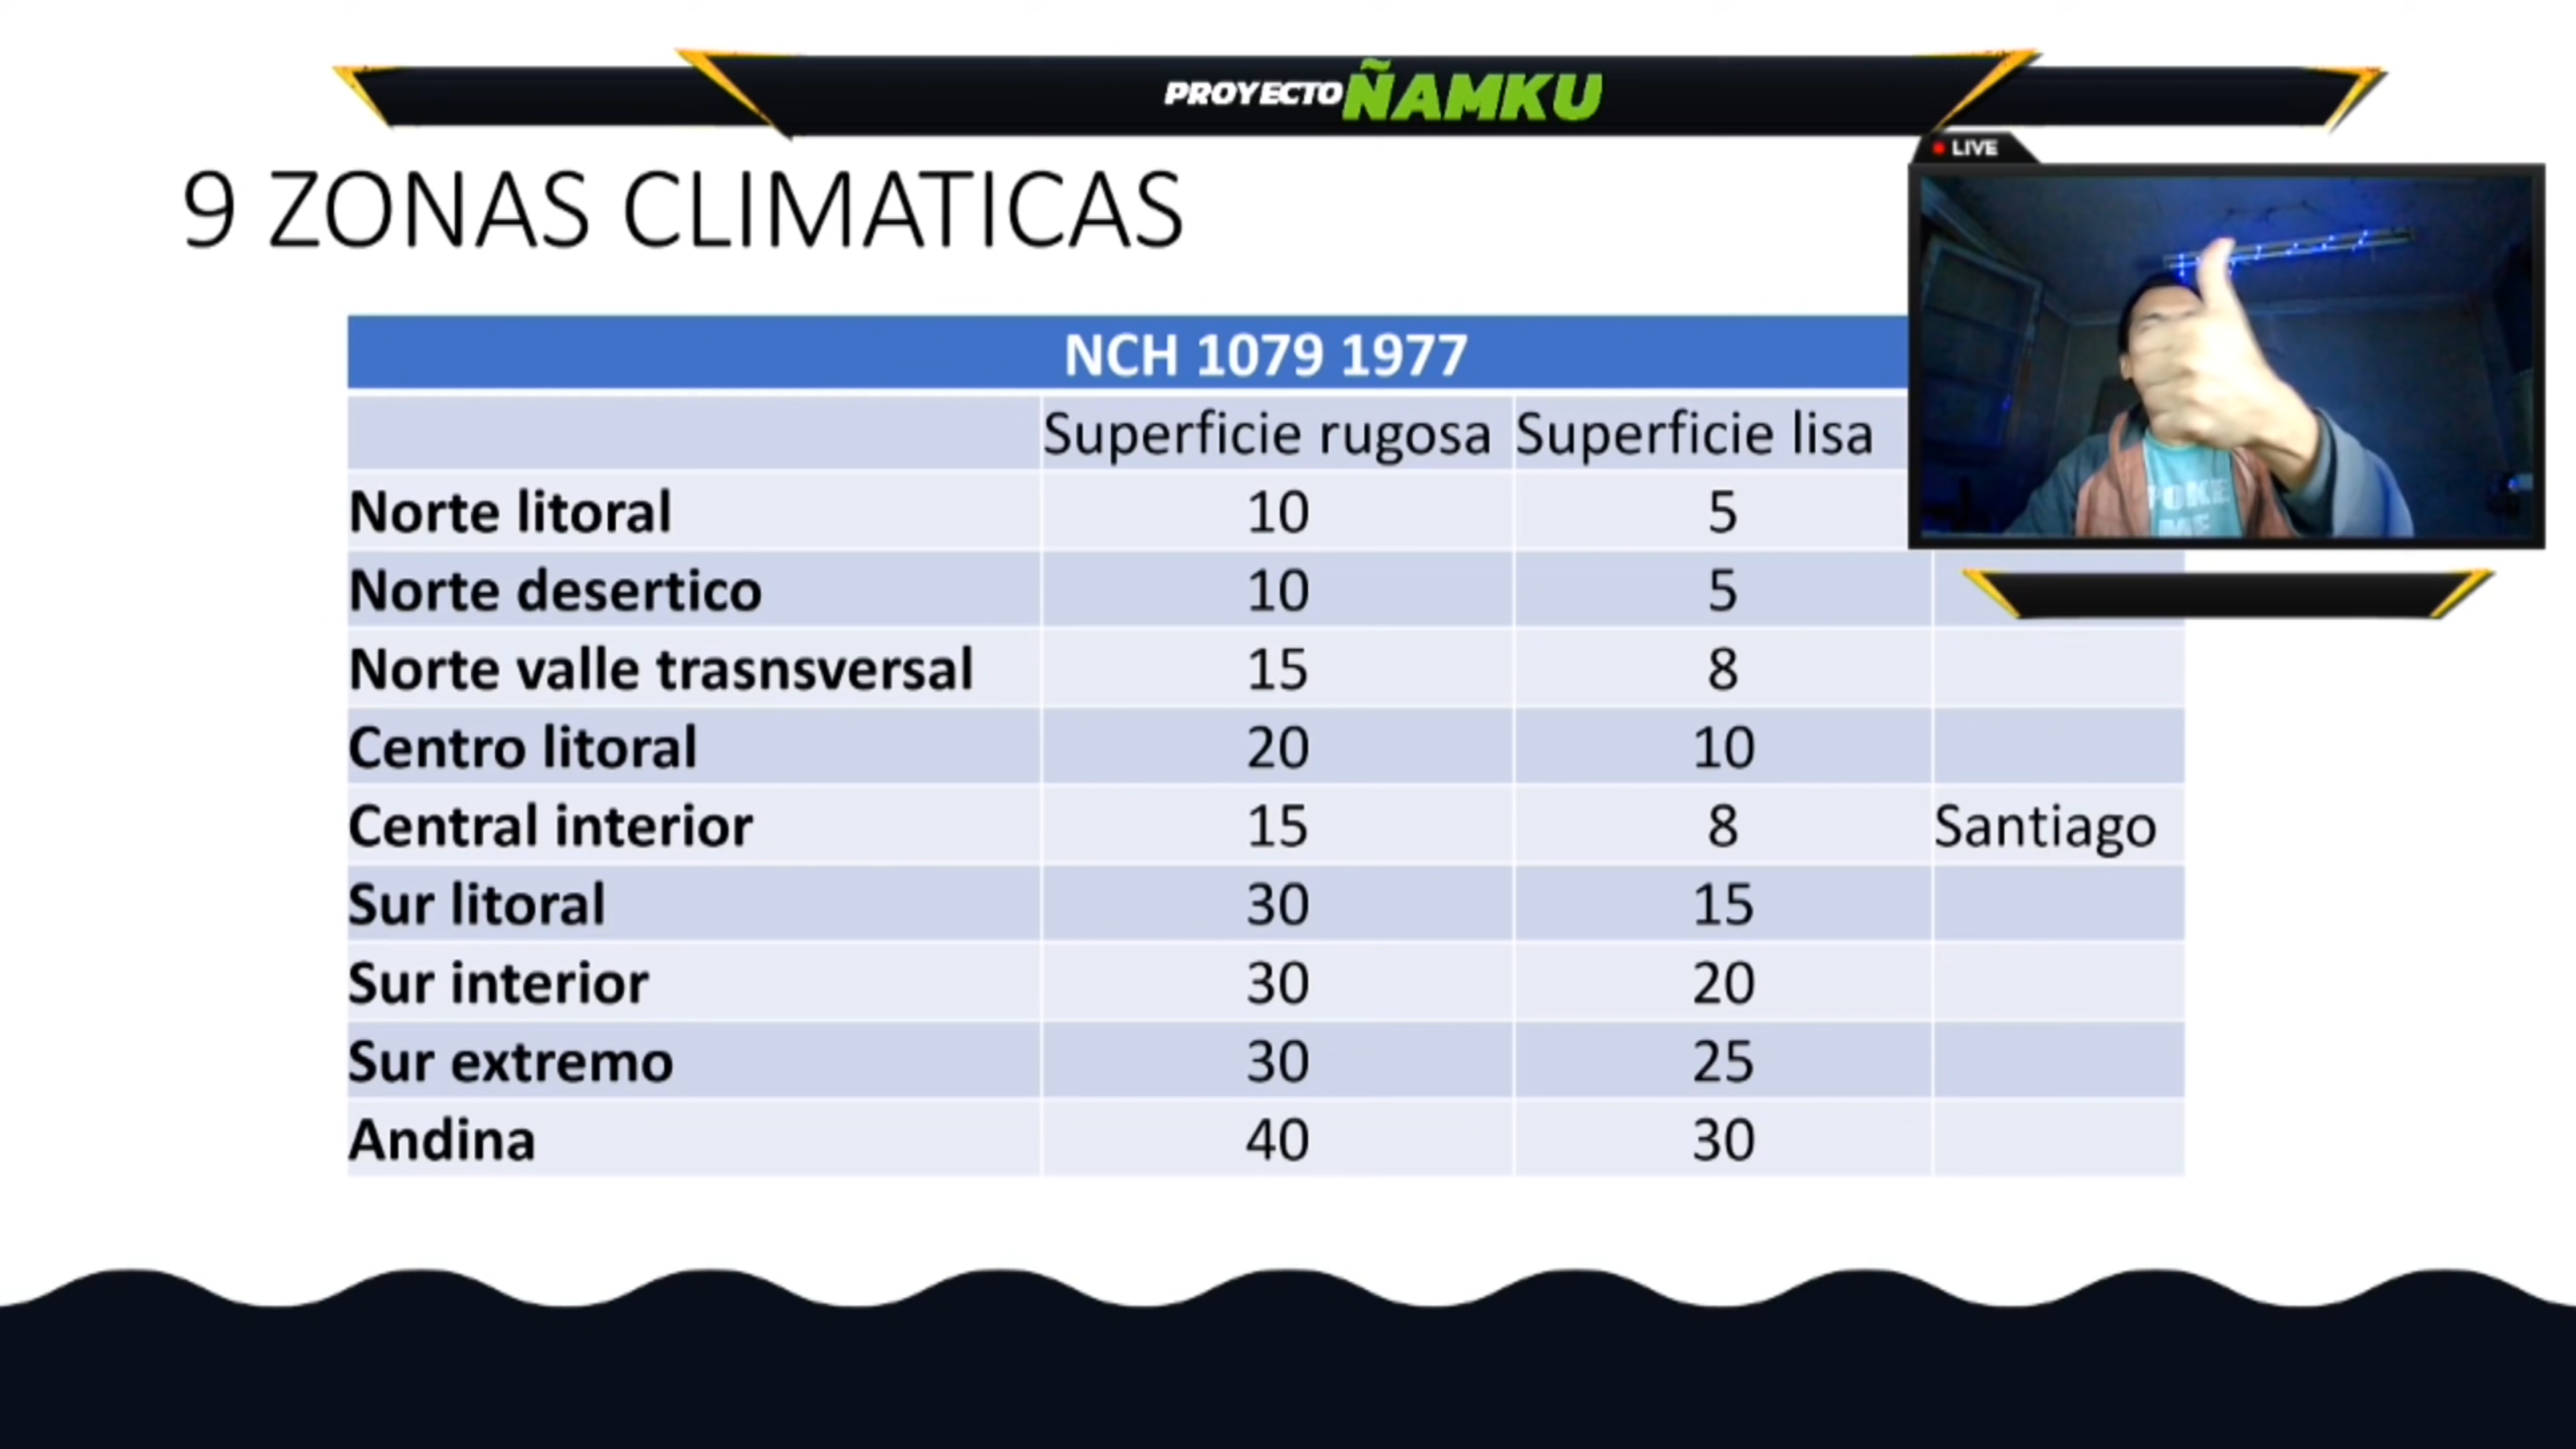 PROYECTO ÑAMKU
LIVE
9 ZONAS CLIMATICAS
NCH 1079 1977
Superficie rugosa Superficie lisa
Norte litoral 10 5
Norte desertico 10 5
Norte valle trasnsversal 15 8
Centro litoral 20 10
Central interior 15 8 Santiago
Sur litoral 30 15
Sur interior 30 20
Sur extremo 30 25
Andina 40 30
POKE
ME